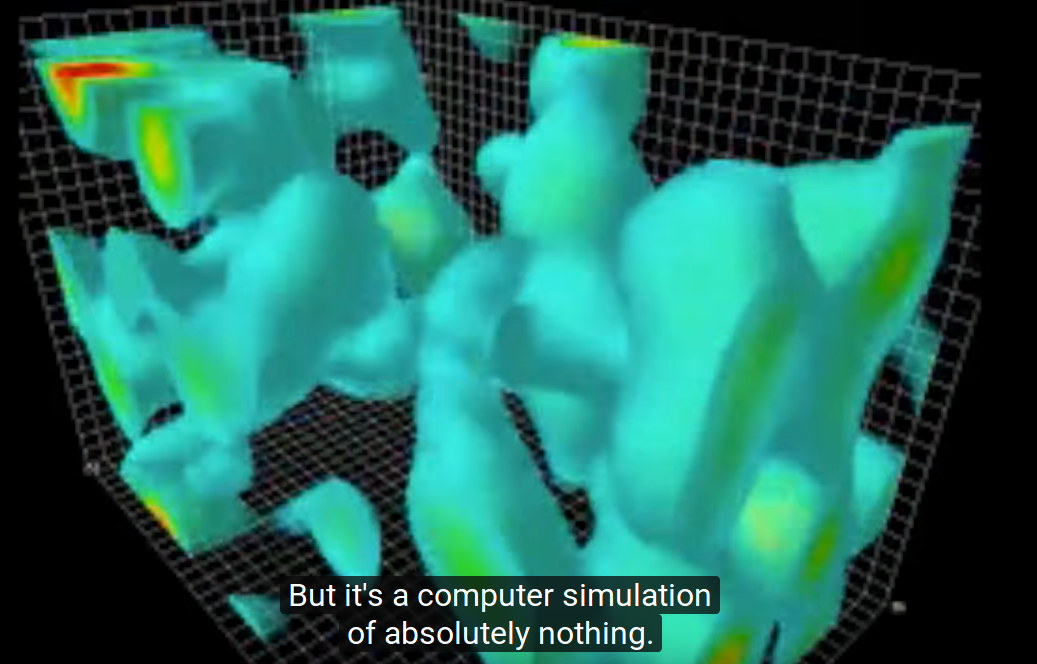 But it's a computer simulation
of absolutely nothing.